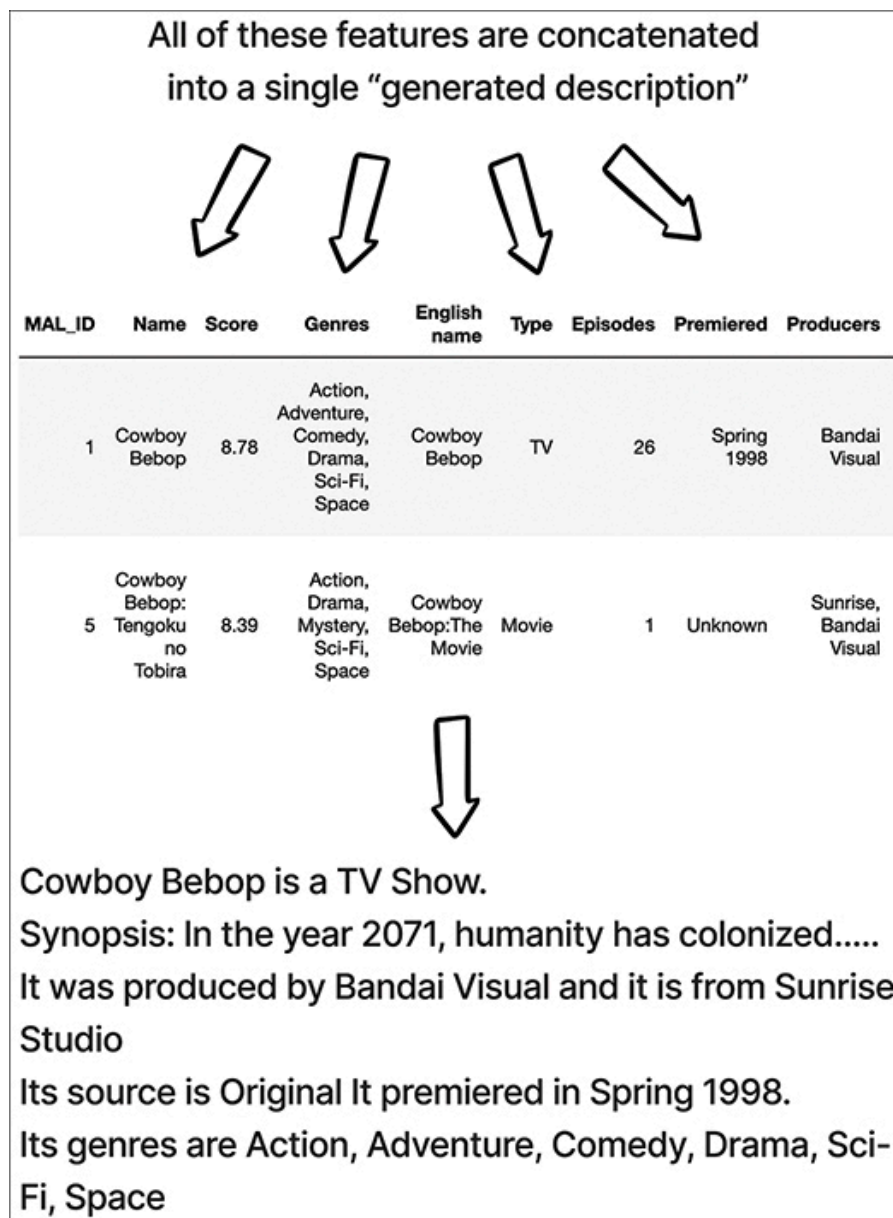 All of these features are concatenated
into a single “generated description”
MAL_ID Name Score Genres English name Type Episodes Premiered Producers
1 Cowboy Bebop 8.78 Action, Adventure, Comedy, Drama, Sci-Fi, Space Cowboy Bebop TV 26 Spring 1998 Bandai Visual
5 Cowboy Bebop: Tengoku no Tobira 8.39 Action, Drama, Mystery, Sci-Fi, Space Cowboy Bebop:The Movie Movie 1 Unknown Sunrise, Bandai Visual
Cowboy Bebop is a TV Show.
Synopsis: In the year 2071, humanity has colonized.....
It was produced by Bandai Visual and it is from Sunrise
Studio
Its source is Original It premiered in Spring 1998.
Its genres are Action, Adventure, Comedy, Drama, Sci-
Fi, Space